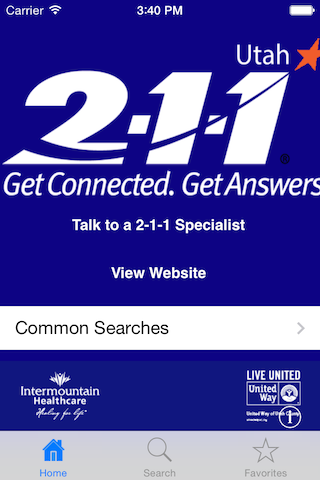 Carrier 3:40 PM
Utah
2-1-1
®
Get Connected. Get Answers
Talk to a 2-1-1 Specialist
View Website
Common Searches
Intermountain
Healthcare
Healing for life™
LIVE UNITED
United
Way
United Way of Utah County
Home Search Favorites